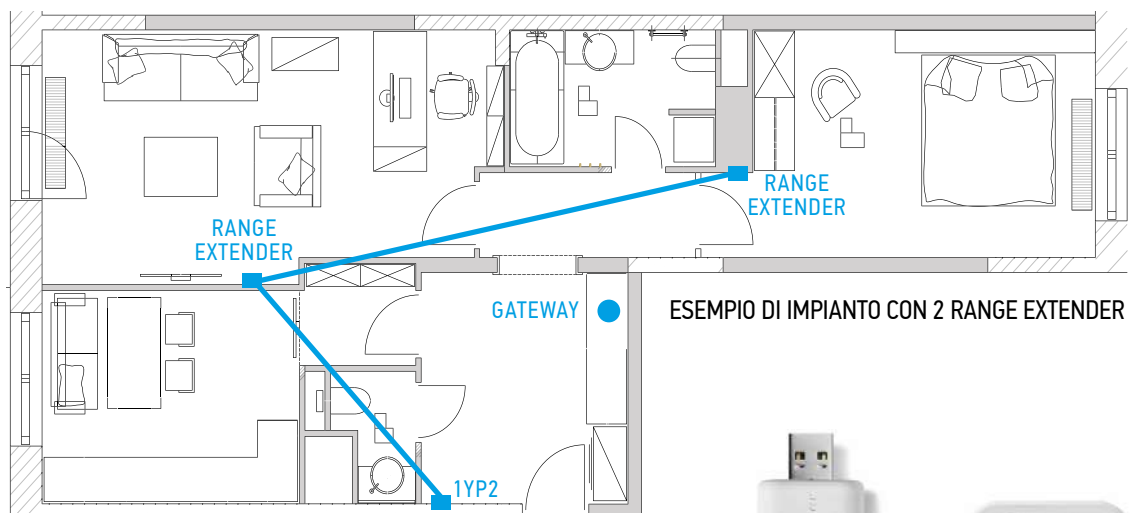 RANGE
EXTENDER
RANGE
EXTENDER
GATEWAY
ESEMPIO DI IMPIANTO CON 2 RANGE EXTENDER
1YP2